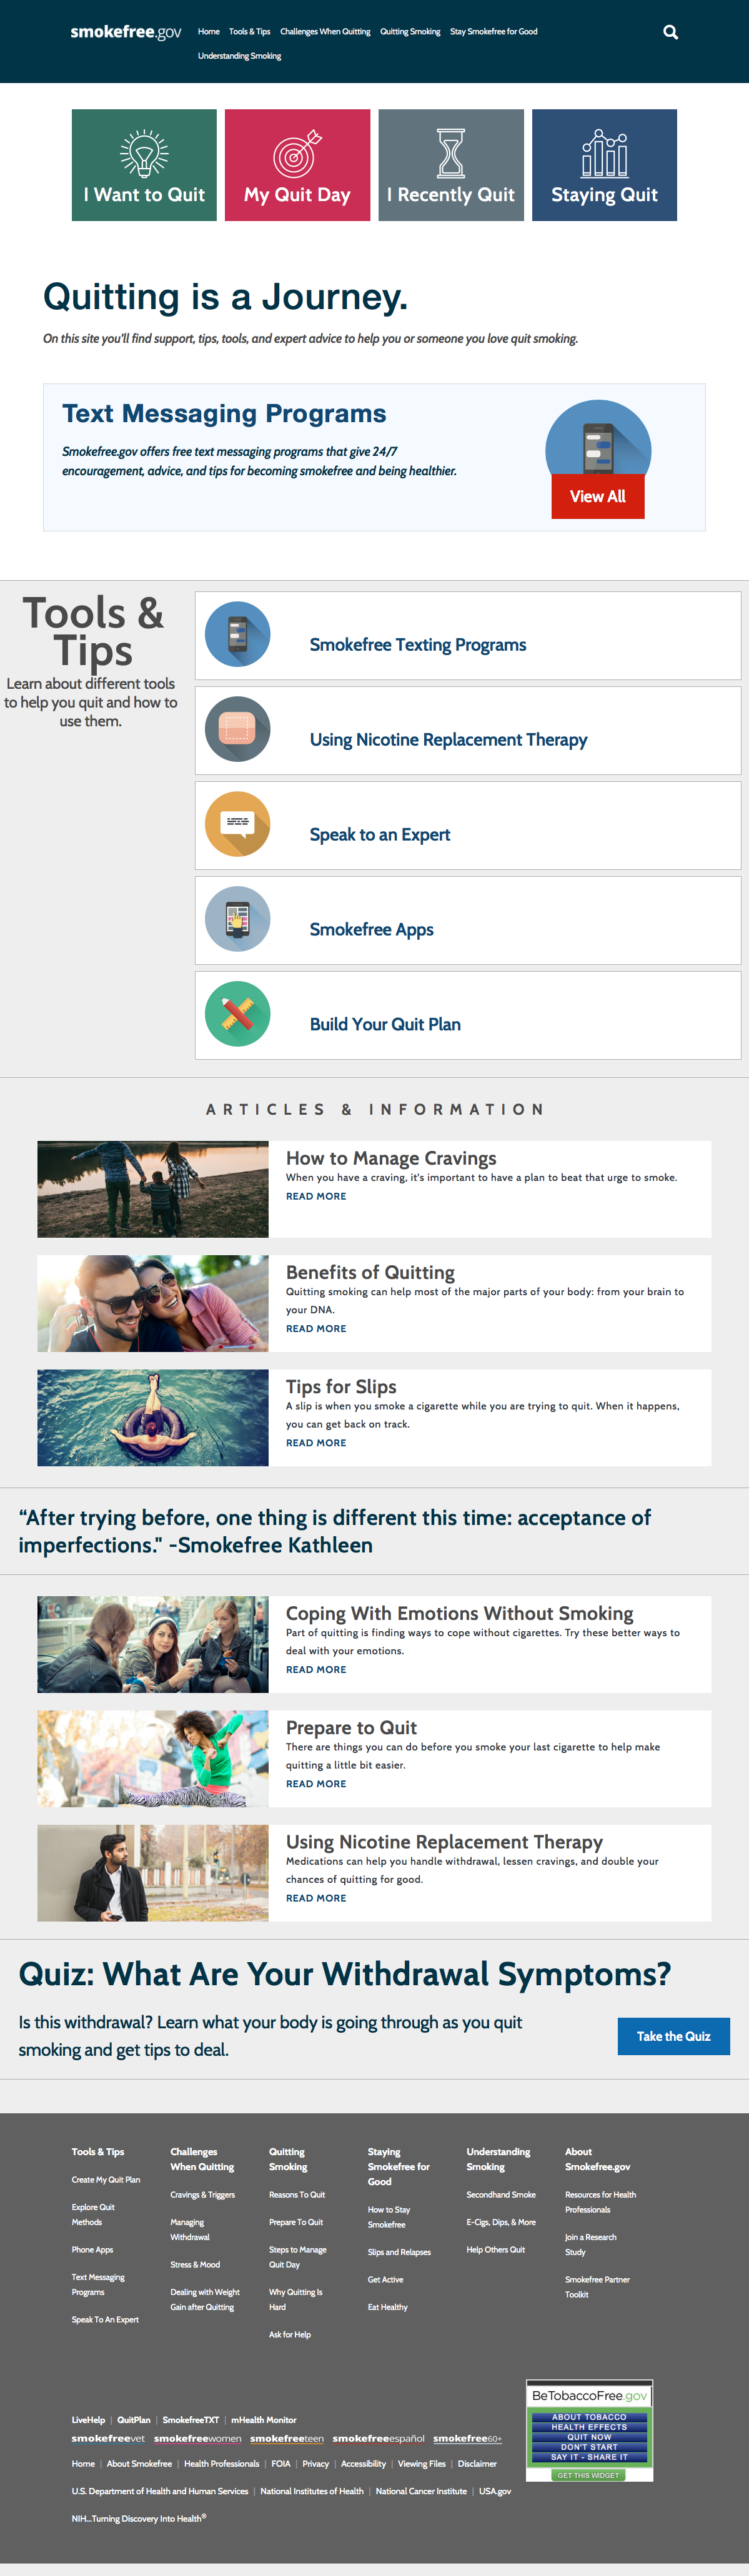 smokefree.gov
Home Tools & Tips Challenges When Quitting Quitting Smoking Stay Smokefree for Good
Understanding Smoking
I Want to Quit
My Quit Day
I Recently Quit
Staying Quit
Quitting is a Journey.
On this site you'll find support, tips, tools, and expert advice to help you or someone you love quit smoking.
Text Messaging Programs
Smokefree.gov offers free text messaging programs that give 24/7
encouragement, advice, and tips for becoming smokefree and being healthier.
View All
Tools &
Tips
Learn about different tools
to help you quit and how to
use them.
Smokefree Texting Programs
Using Nicotine Replacement Therapy
Speak to an Expert
Smokefree Apps
Build Your Quit Plan
ARTICLES & INFORMATION
How to Manage Cravings
When you have a craving, it's important to have a plan to beat that urge to smoke.
READ MORE
Benefits of Quitting
Quitting smoking can help most of the major parts of your body: from your brain to
your DNA.
READ MORE
Tips for Slips
A slip is when you smoke a cigarette while you are trying to quit. When it happens,
you can get back on track.
READ MORE
“After trying before, one thing is different this time: acceptance of
imperfections." -Smokefree Kathleen
Coping With Emotions Without Smoking
Part of quitting is finding ways to cope without cigarettes. Try these better ways to
deal with your emotions.
READ MORE
Prepare to Quit
There are things you can do before you smoke your last cigarette to help make
quitting a little bit easier.
READ MORE
Using Nicotine Replacement Therapy
Medications can help you handle withdrawal, lessen cravings, and double your
chances of quitting for good.
READ MORE
Quiz: What Are Your Withdrawal Symptoms?
Is this withdrawal? Learn what your body is going through as you quit
smoking and get tips to deal.
Take the Quiz
Tools & Tips
Create My Quit Plan
Explore Quit
Methods
Phone Apps
Text Messaging
Programs
Speak To An Expert
Challenges
When Quitting
Cravings & Triggers
Managing
Withdrawal
Stress & Mood
Dealing with Weight
Gain after Quitting
Quitting
Smoking
Reasons To Quit
Prepare To Quit
Steps to Manage
Quit Day
Why Quitting Is
Hard
Ask for Help
Staying
Smokefree for
Good
How to Stay
Smokefree
Slips and Relapses
Get Active
Eat Healthy
Understanding
Smoking
Secondhand Smoke
E-Cigs, Dips, & More
Help Others Quit
About
Smokefree.gov
Resources for Health
Professionals
Join a Research
Study
Smokefree Partner
Toolkit
LiveHelp | QuitPlan | SmokefreeTXT | mHealth Monitor
smokefreevet smokefreewomen smokefreeteen smokefreeespañol smokefree60+
Home | About Smokefree | Health Professionals | FOIA | Privacy | Accessibility | Viewing Files | Disclaimer
U.S. Department of Health and Human Services | National Institutes of Health | National Cancer Institute | USA.gov
NIH...Turning Discovery Into Health®
BeTobaccoFree.gov
ABOUT TOBACCO
HEALTH EFFECTS
QUIT NOW
DON'T START
SAY IT - SHARE IT
GET THIS WIDGET